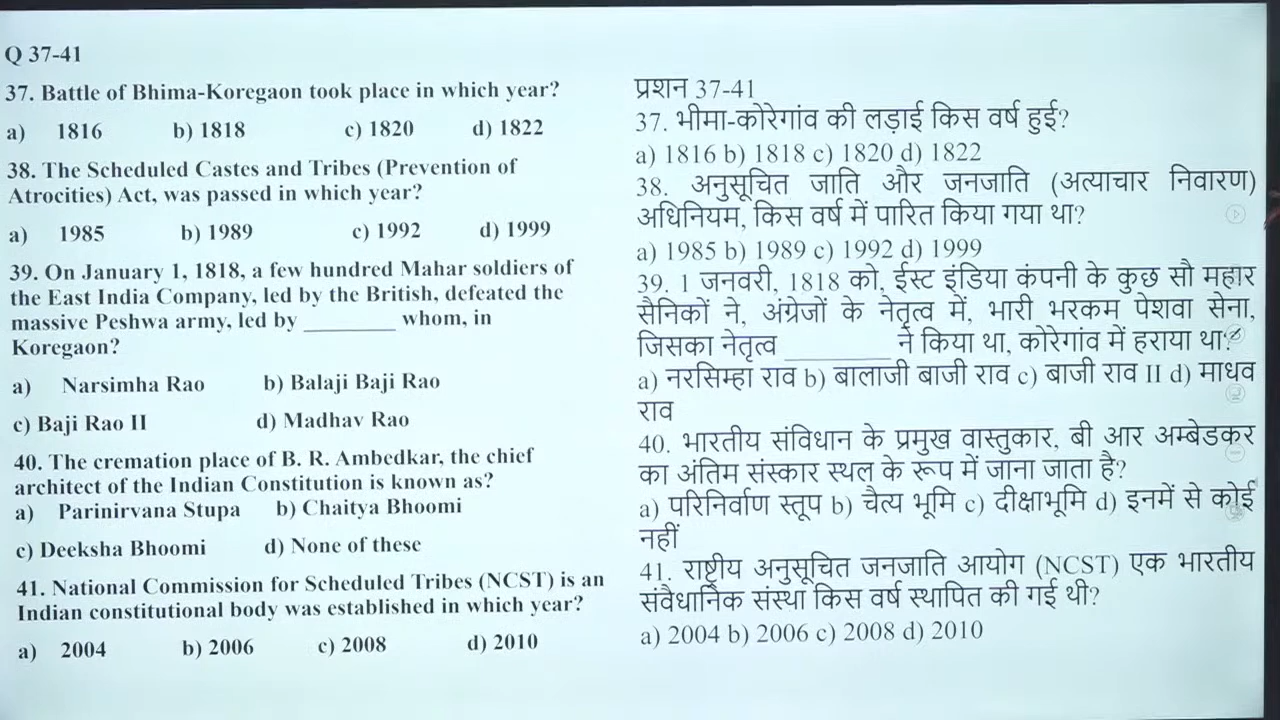 Q 37-41
37. Battle of Bhima-Koregaon took place in which year?
a) 1816 b) 1818 c) 1820 d) 1822
38. The Scheduled Castes and Tribes (Prevention of
Atrocities) Act, was passed in which year?
a) 1985 b) 1989 c) 1992 d) 1999
39. On January 1, 1818, a few hundred Mahar soldiers of
the East India Company, led by the British, defeated the
massive Peshwa army, led by _________ whom, in
Koregaon?
a) Narsimha Rao b) Balaji Baji Rao
c) Baji Rao II d) Madhav Rao
40. The cremation place of B. R. Ambedkar, the chief
architect of the Indian Constitution is known as?
a) Parinirvana Stupa b) Chaitya Bhoomi
c) Deeksha Bhoomi d) None of these
41. National Commission for Scheduled Tribes (NCST) is an
Indian constitutional body was established in which year?
a) 2004 b) 2006 c) 2008 d) 2010
प्रशन 37-41
37. भीमा-कोरेगांव की लड़ाई किस वर्ष हुई?
a) 1816 b) 1818 c) 1820 d) 1822
38. अनुसूचित जाति और जनजाति (अत्याचार निवारण)
अधिनियम, किस वर्ष में पारित किया गया था?
a) 1985 b) 1989 c) 1992 d) 1999
39. 1 जनवरी, 1818 को, ईस्ट इंडिया कंपनी के कुछ सौ महार
सैनिकों ने, अंग्रेजों के नेतृत्व में, भारी भरकम पेशवा सेना,
जिसका नेतृत्व _________ ने किया था, कोरेगांव में हराया था?
a) नरसिम्हा राव b) बालाजी बाजी राव c) बाजी राव II d) माधव
राव
40. भारतीय संविधान के प्रमुख वास्तुकार, बी आर अम्बेडकर
का अंतिम संस्कार स्थल के रूप में जाना जाता है?
a) परिनिर्वाण स्तूप b) चैत्य भूमि c) दीक्षाभूमि d) इनमें से कोई
नहीं
41. राष्ट्रीय अनुसूचित जनजाति आयोग (NCST) एक भारतीय
संवैधानिक संस्था किस वर्ष स्थापित की गई थी?
a) 2004 b) 2006 c) 2008 d) 2010